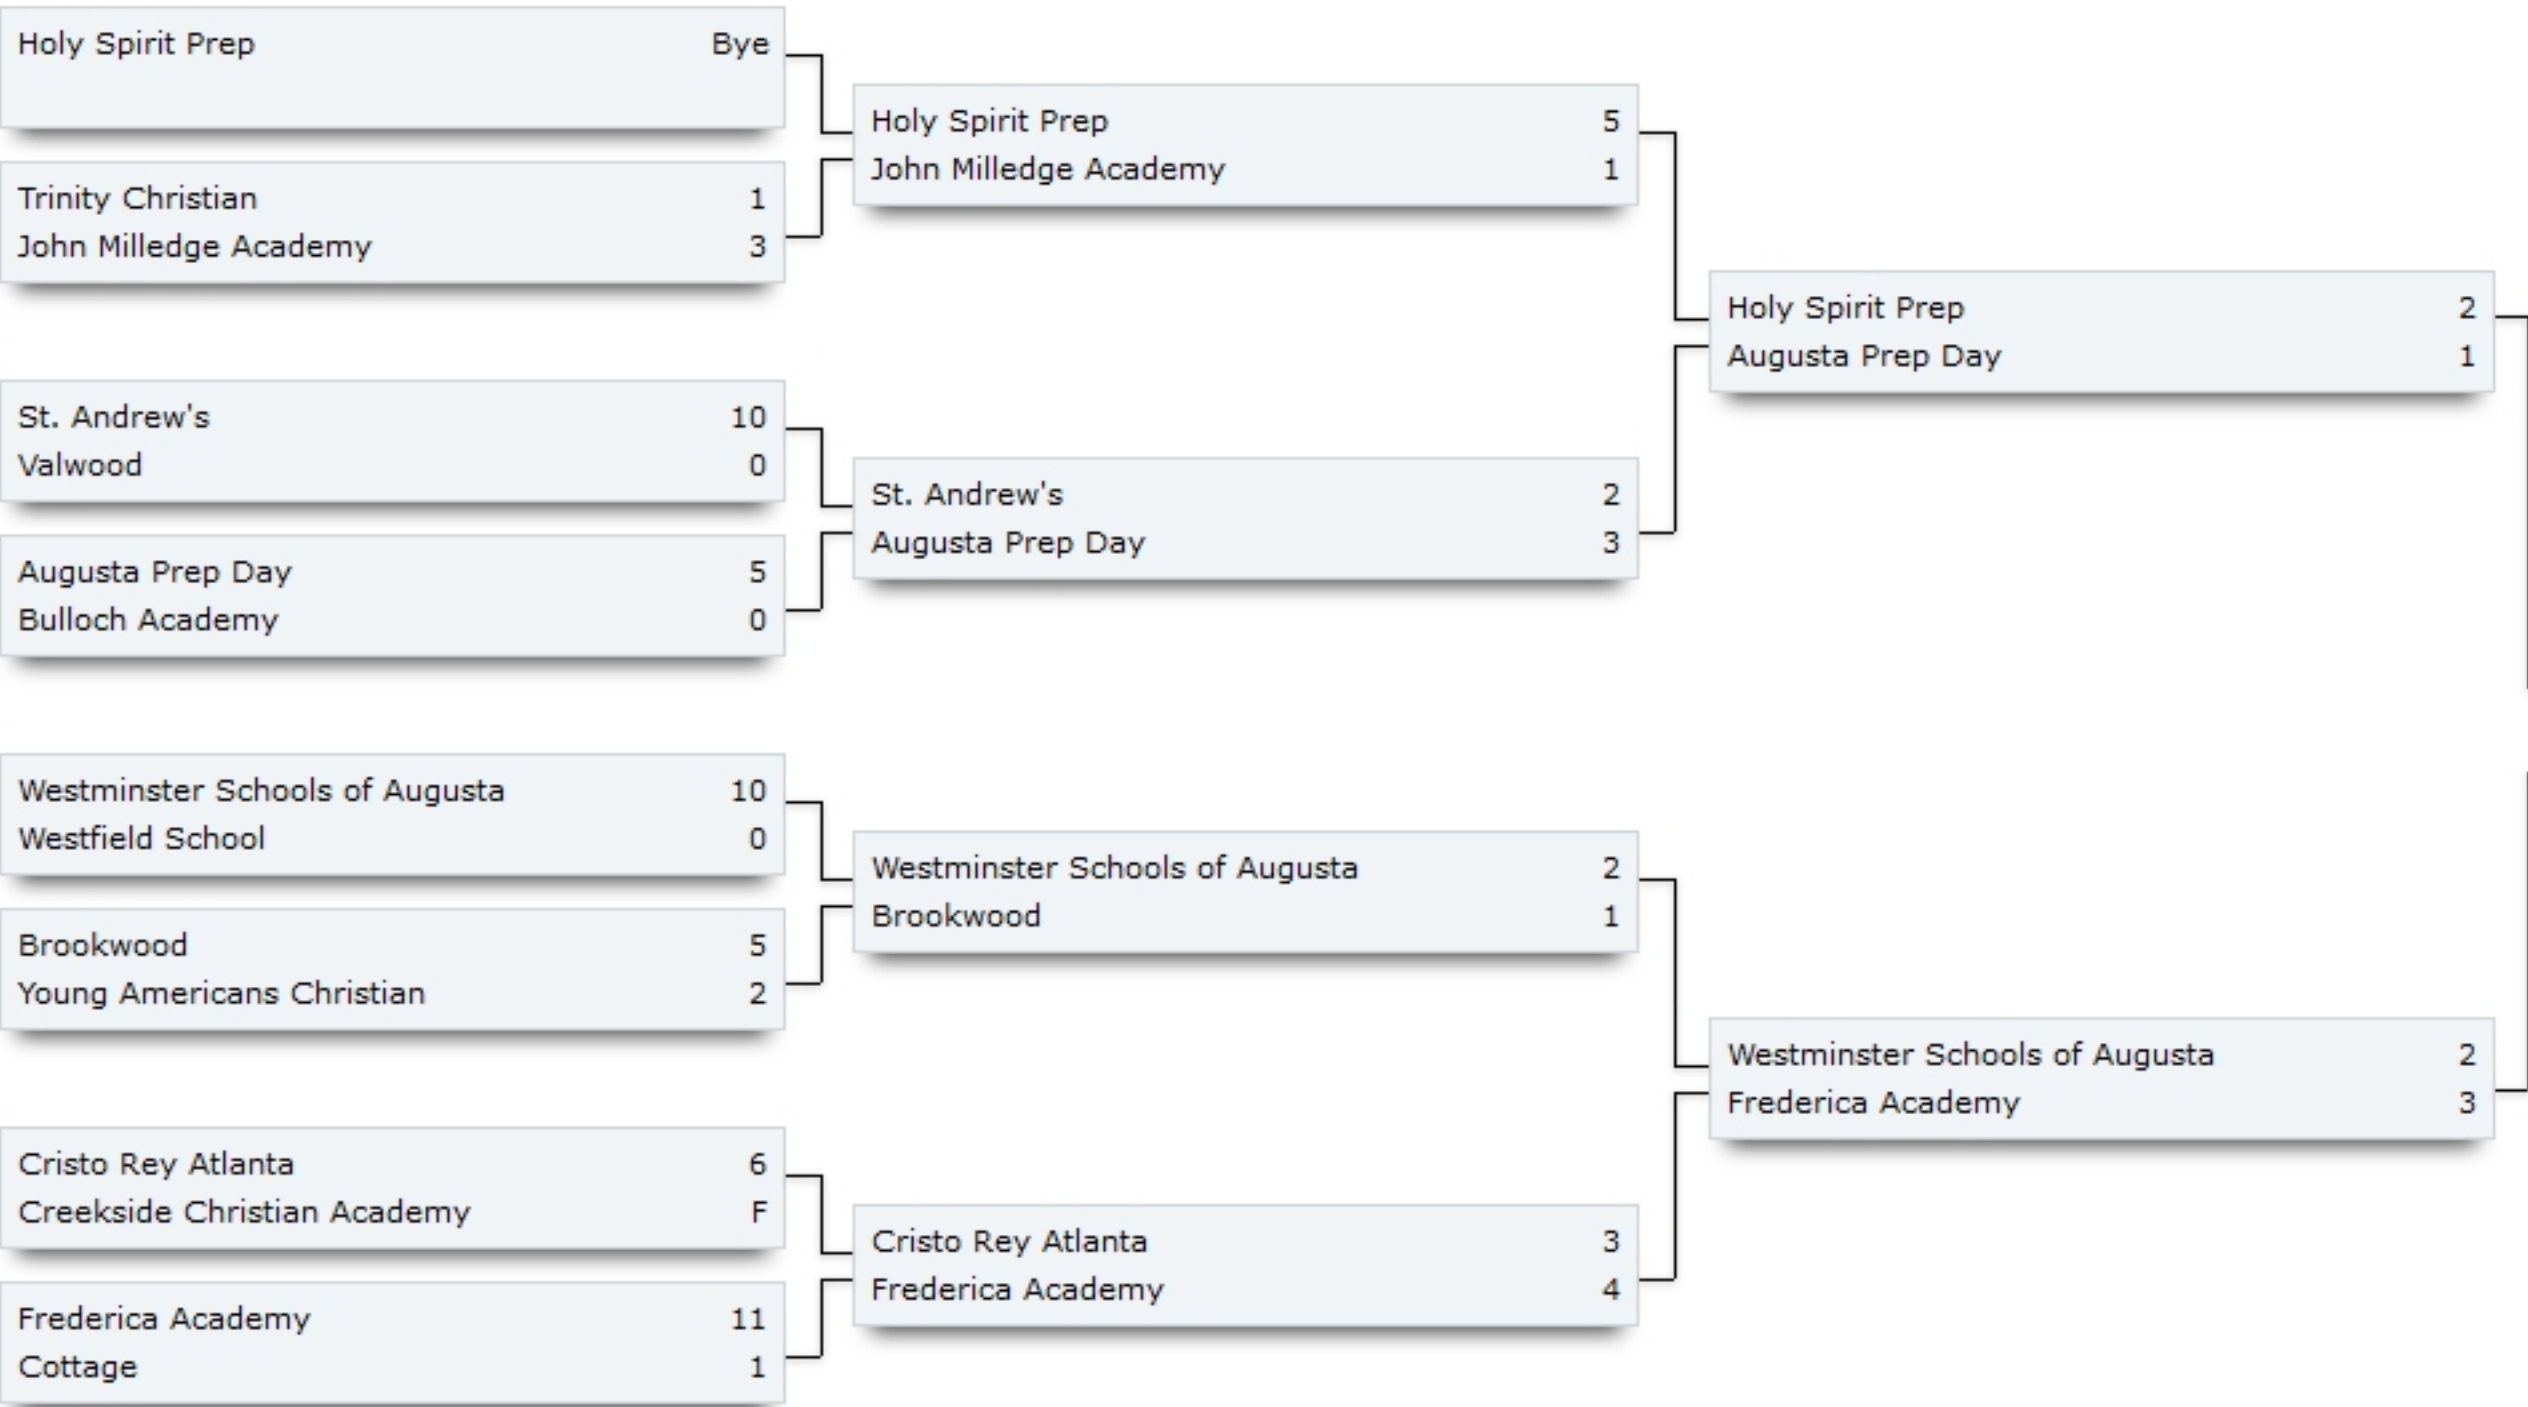 Holy Spirit Prep Bye
Trinity Christian 1
John Milledge Academy 3
St. Andrew's 10
Valwood 0
Augusta Prep Day 5
Bulloch Academy 0
Westminster Schools of Augusta 10
Westfield School 0
Brookwood 5
Young Americans Christian 2
Cristo Rey Atlanta 6
Creekside Christian Academy F
Frederica Academy 11
Cottage 1
Holy Spirit Prep 5
John Milledge Academy 1
St. Andrew's 2
Augusta Prep Day 3
Westminster Schools of Augusta 2
Brookwood 1
Cristo Rey Atlanta 3
Frederica Academy 4
Holy Spirit Prep 2
Augusta Prep Day 1
Westminster Schools of Augusta 2
Frederica Academy 3